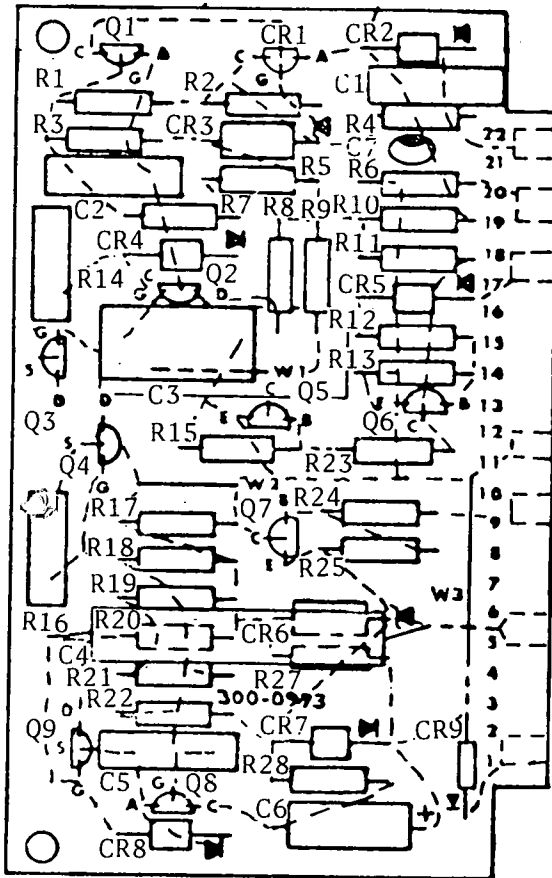 Q1 CR1 CR2
C A C A
G G
R1 R2 C1
R3 CR3 R4 22
C7 21
R5 R6 20
C2 R7 R8 R9 R10 19
CR4 R11 18
R14 C Q2 CR5 17
G D 16
G R12 15
S W1 R13 14
D D C3 C Q5 E B 13
Q3 E B Q6 C 12
S R15 R23 11
Q4
G W2 10
R17 Q7 B R24 9
R18 C 8
E R25
R19 7
W3
R16 R20 CR6 6
C4 5
R21 R27 4
R22 300-0973 3
D CR7 CR9 2
Q9 S
G C5 G Q8 R28
A C C6 + V
CR8